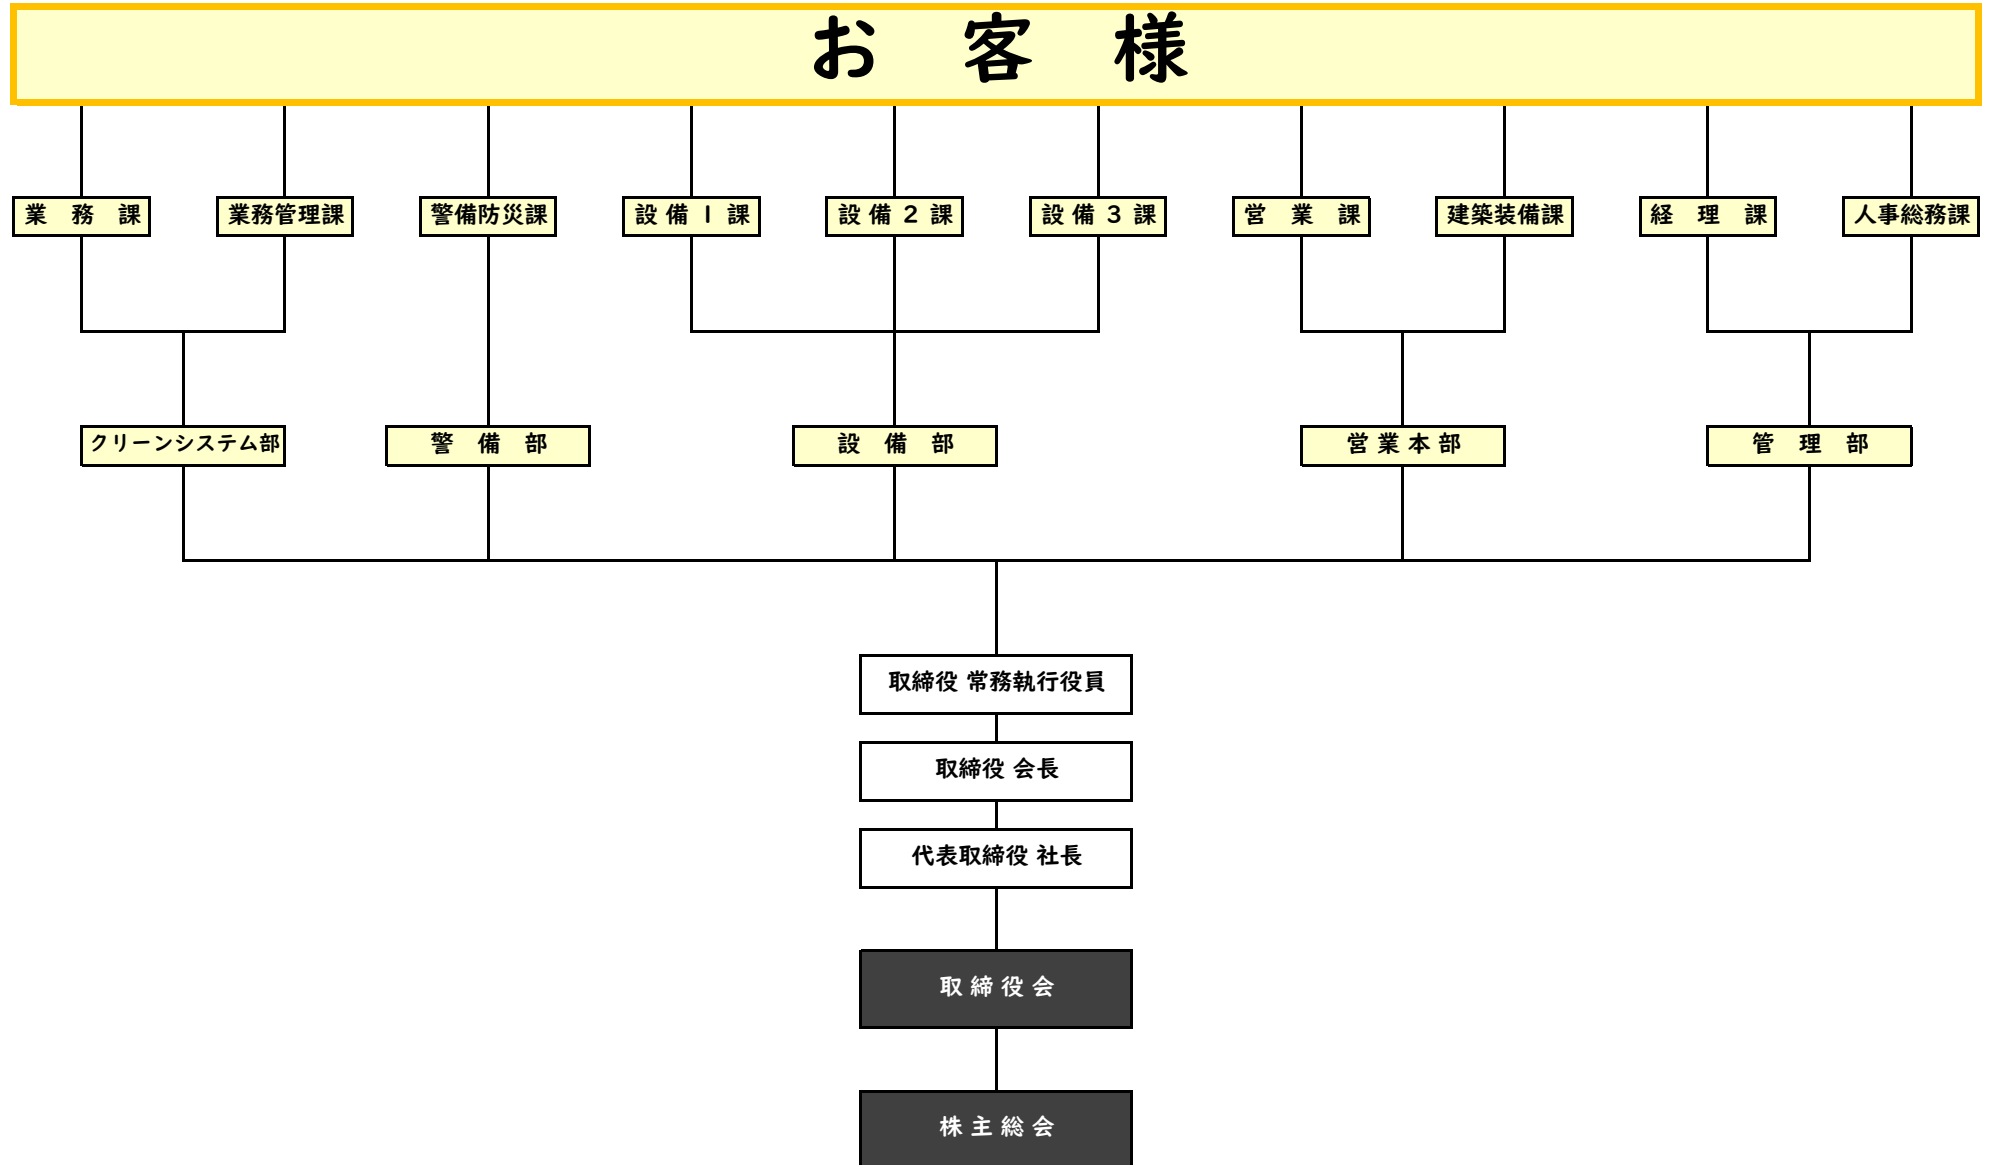 お 客 様
業 務 課
業務管理課
警備防災課
設 備 1 課
設 備 2 課
設 備 3 課
営 業 課
建築装備課
経 理 課
人事総務課
クリーンシステム部
警 備 部
設 備 部
営 業 本 部
管 理 部
取締役 常務執行役員
取締役 会長
代表取締役 社長
取 締 役 会
株 主 総 会